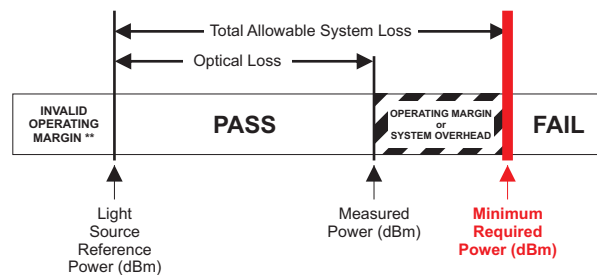 Total Allowable System Loss
Optical Loss
INVALID
OPERATING
MARGIN **
PASS
OPERATING MARGIN
or
SYSTEM OVERHEAD
FAIL
Light
Source
Reference
Power (dBm)
Measured
Power (dBm)
Minimum
Required
Power (dBm)